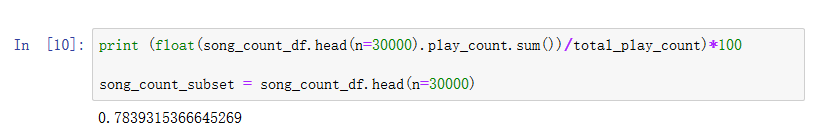 In [10]: print (float(song_count_df.head(n=30000).play_count.sum())/total_play_count)*100
song_count_subset = song_count_df.head(n=30000)
0.7839315366645269